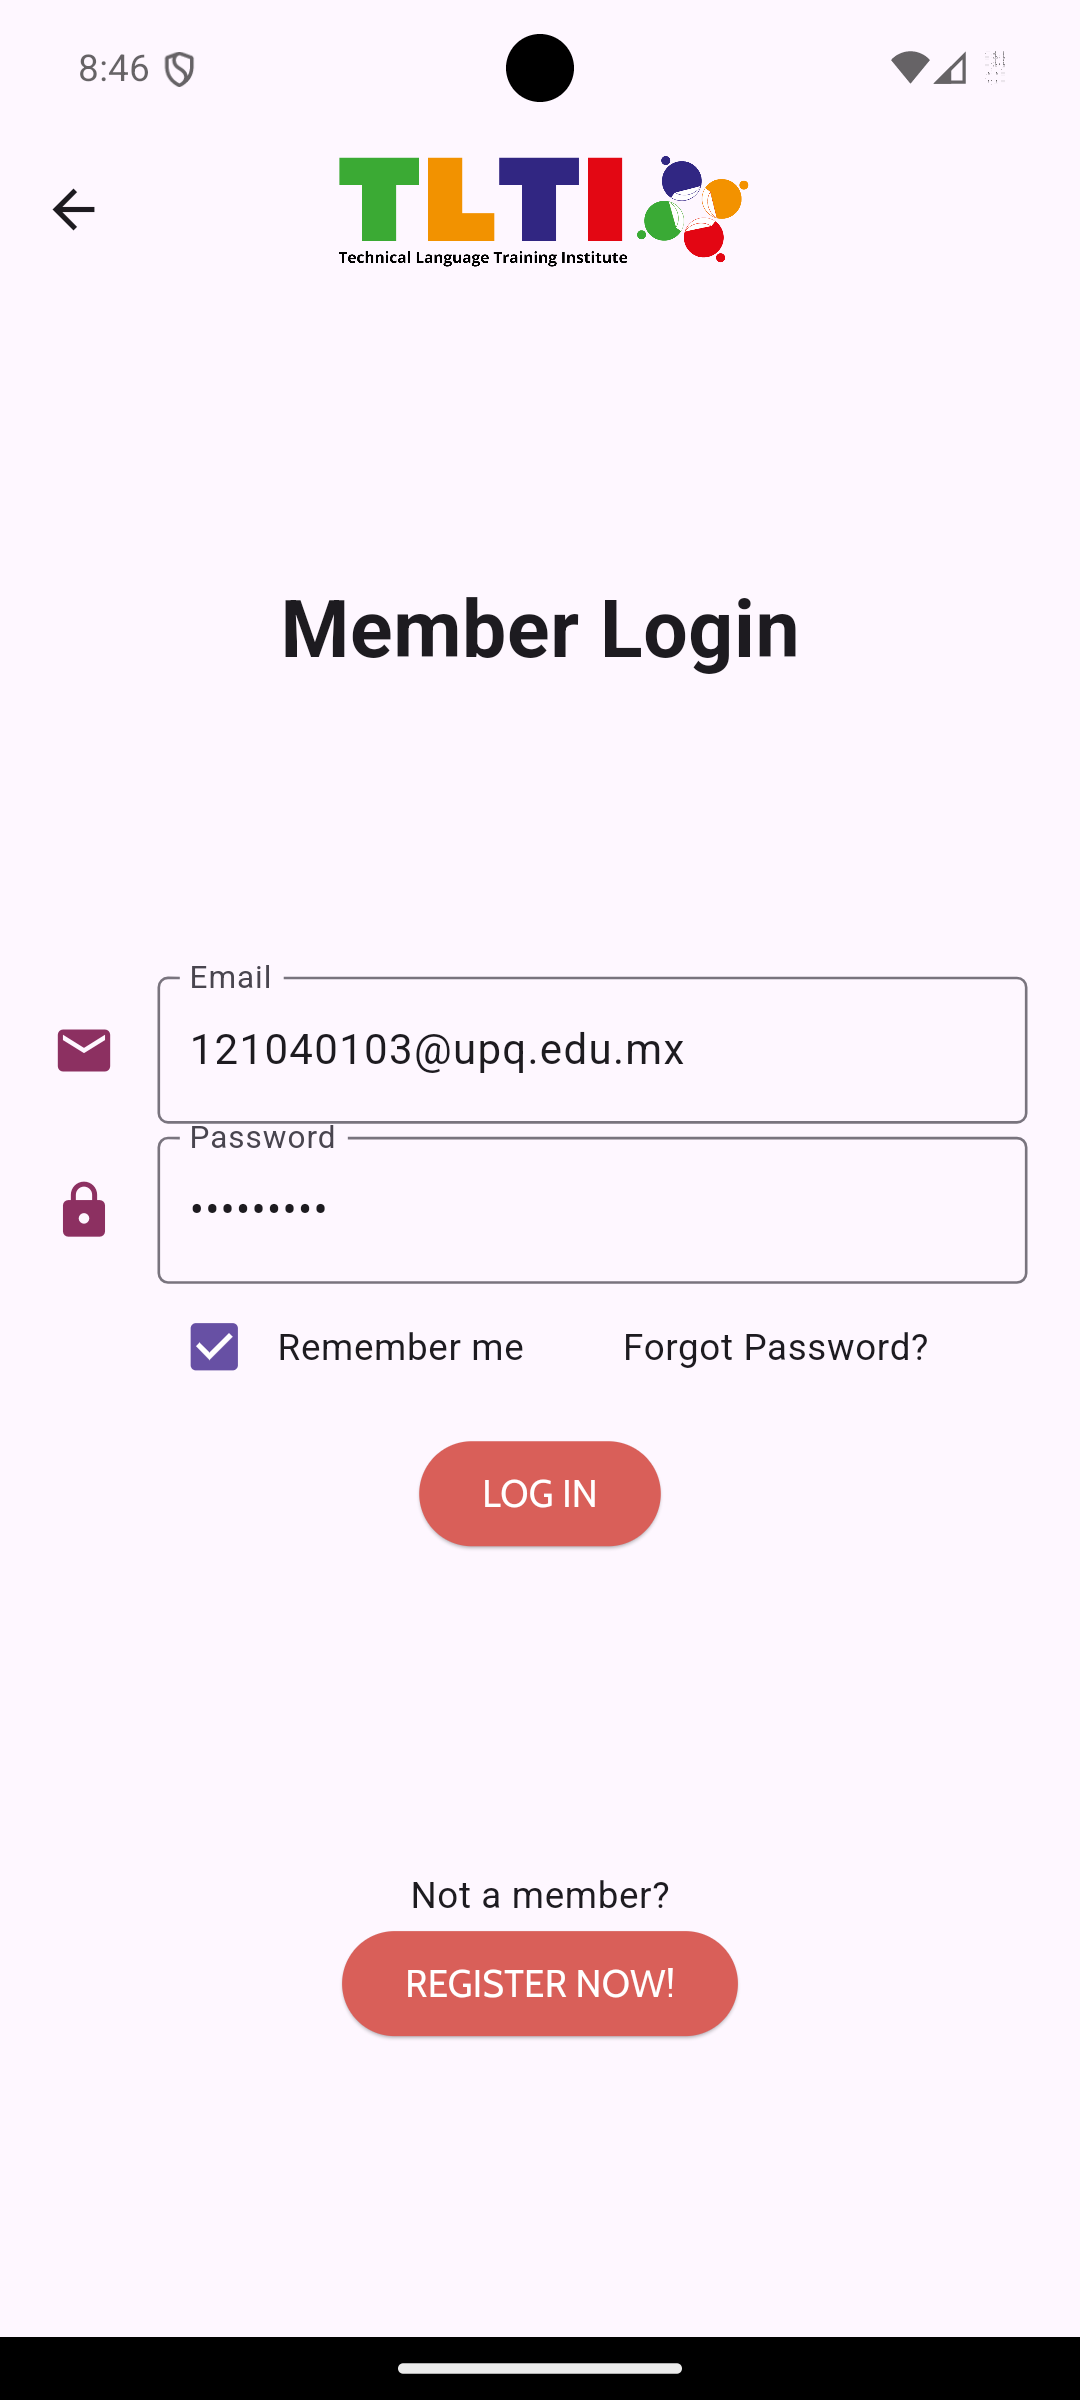 8:46
TLTI
Technical Language Training Institute
Member Login
Email
121040103@upq.edu.mx
Password
•••••••••
Remember me
Forgot Password?
LOG IN
Not a member?
REGISTER NOW!